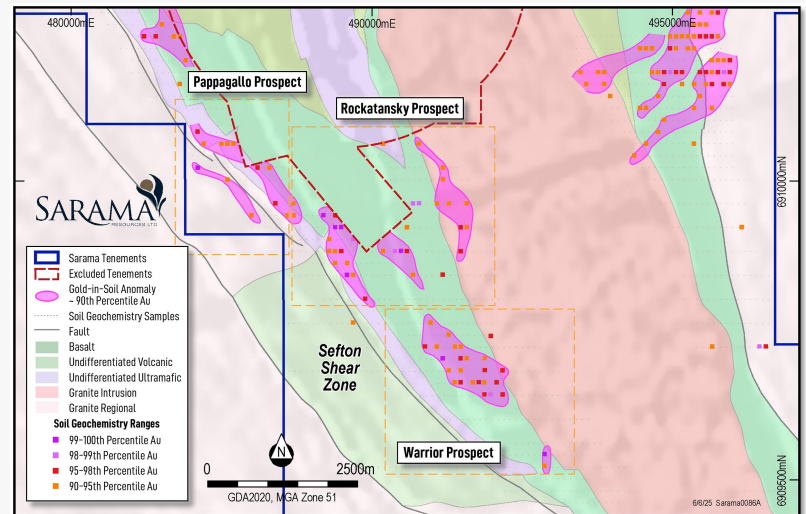 480000mE
490000mE
495000mE
Pappagallo Prospect
Rockatansky Prospect
6910000mN
SARAMA
RESOURCES LTD
Sarama Tenements
Excluded Tenements
Gold-in-Soil Anomaly
~ 90th Percentile Au
Soil Geochemistry Samples
Fault
Basalt
Undifferentiated Volcanic
Undifferentiated Ultramafic
Granite Intrusion
Granite Regional
Soil Geochemistry Ranges
99-100th Percentile Au
98-99th Percentile Au
95-98th Percentile Au
90-95th Percentile Au
Sefton
Shear
Zone
Warrior Prospect
N
0
2500m
GDA2020, MGA Zone 51
6909500mN
6/6/25 Sarama0086A